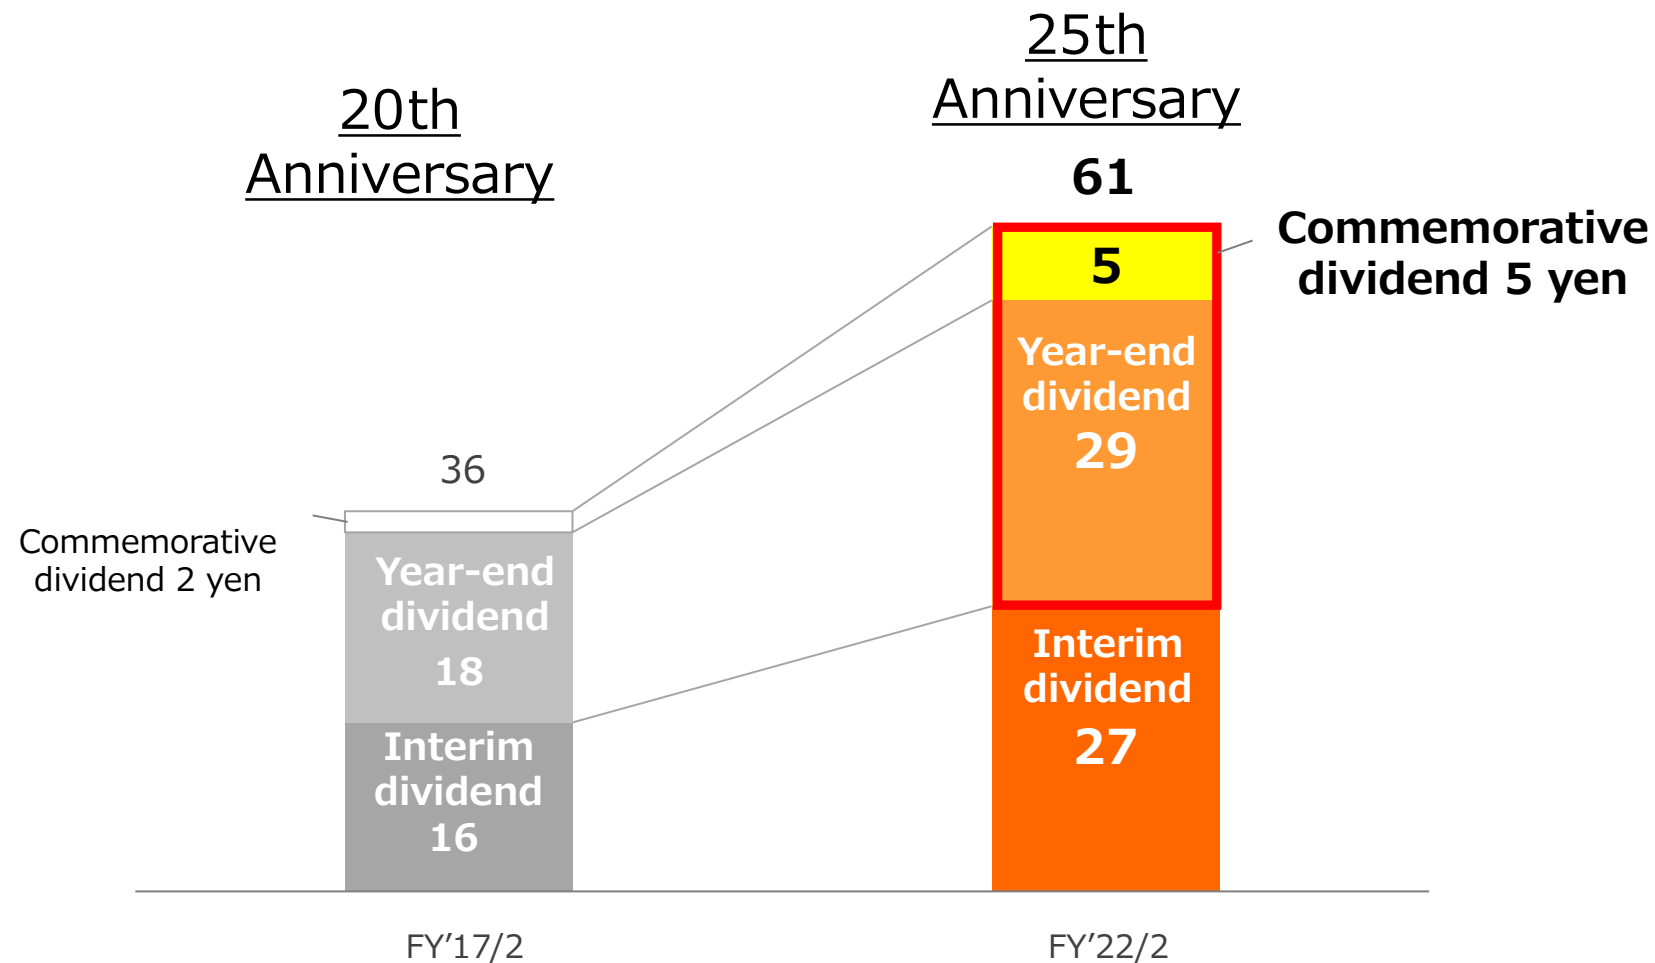 20th
Anniversary
36
Commemorative
dividend 2 yen
Year-end
dividend
18
Interim
dividend
16
FY’17/2
25th
Anniversary
61
5
Commemorative
dividend 5 yen
Year-end
dividend
29
Interim
dividend
27
FY’22/2